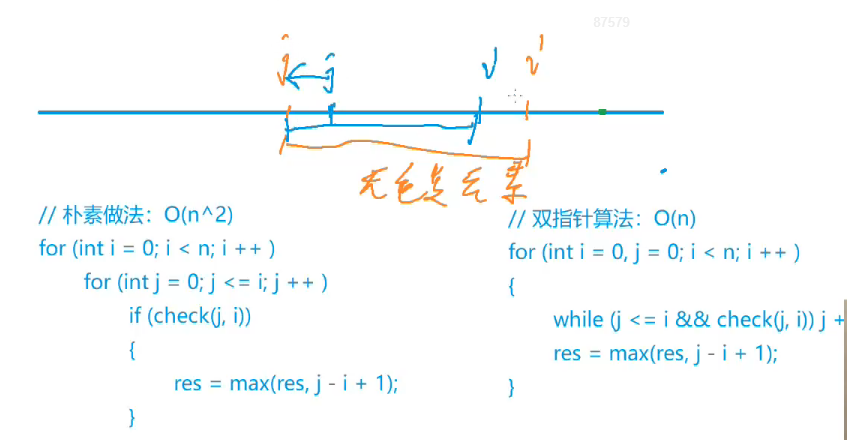 87579
j j i i'
无重复元素
// 朴素做法：O(n^2)
for (int i = 0; i < n; i ++ )
for (int j = 0; j <= i; j ++ )
if (check(j, i))
{
res = max(res, j - i + 1);
}
// 双指针算法：O(n)
for (int i = 0, j = 0; i < n; i ++ )
{
while (j <= i && check(j, i)) j +
res = max(res, j - i + 1);
}